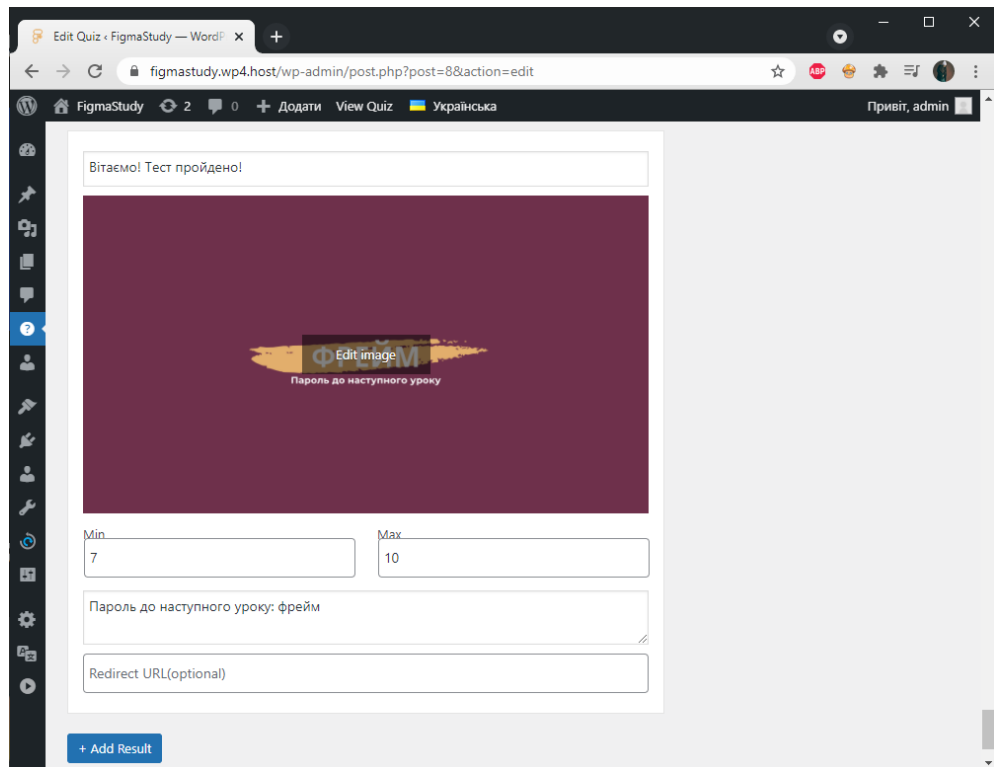 Edit Quiz ‹ FigmaStudy — WordP
figmastudy.wp4.host/wp-admin/post.php?post=8&action=edit
ABP
FigmaStudy 2 0 + Додати View Quiz Українська Привіт, admin
Вітаємо! Тест пройдено!
ФРЕЙМ
Edit image
Пароль до наступного уроку
Min Max
7 10
Пароль до наступного уроку: фрейм
Redirect URL(optional)
+ Add Result